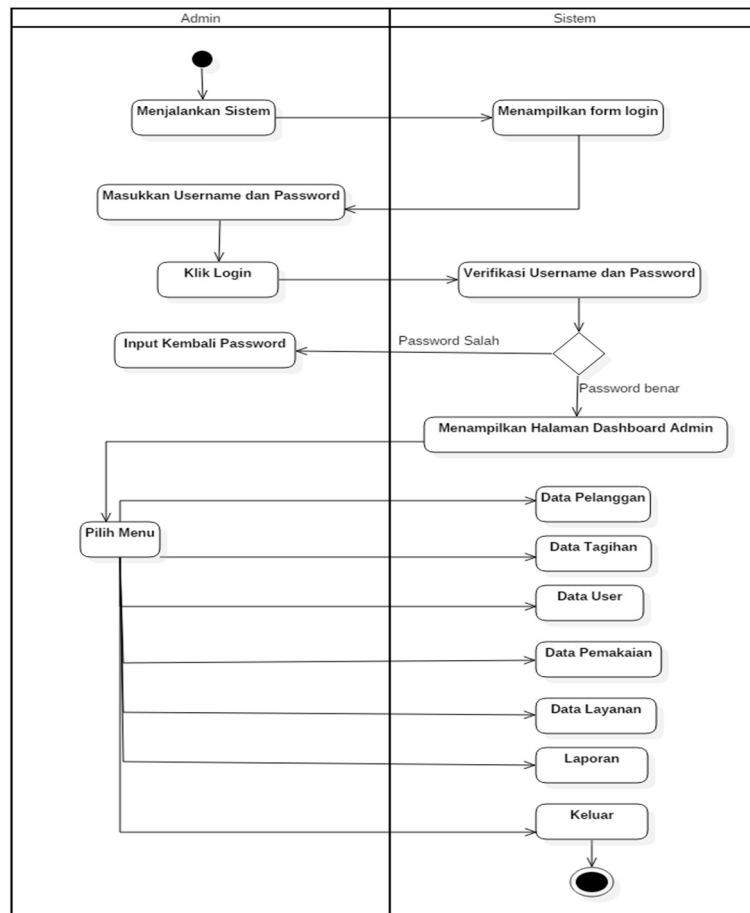 Admin
Sistem
Menjalankan Sistem
Menampilkan form login
Masukkan Username dan Password
Klik Login
Verifikasi Username dan Password
Input Kembali Password
Password Salah
Password benar
Menampilkan Halaman Dashboard Admin
Pilih Menu
Data Pelanggan
Data Tagihan
Data User
Data Pemakaian
Data Layanan
Laporan
Keluar